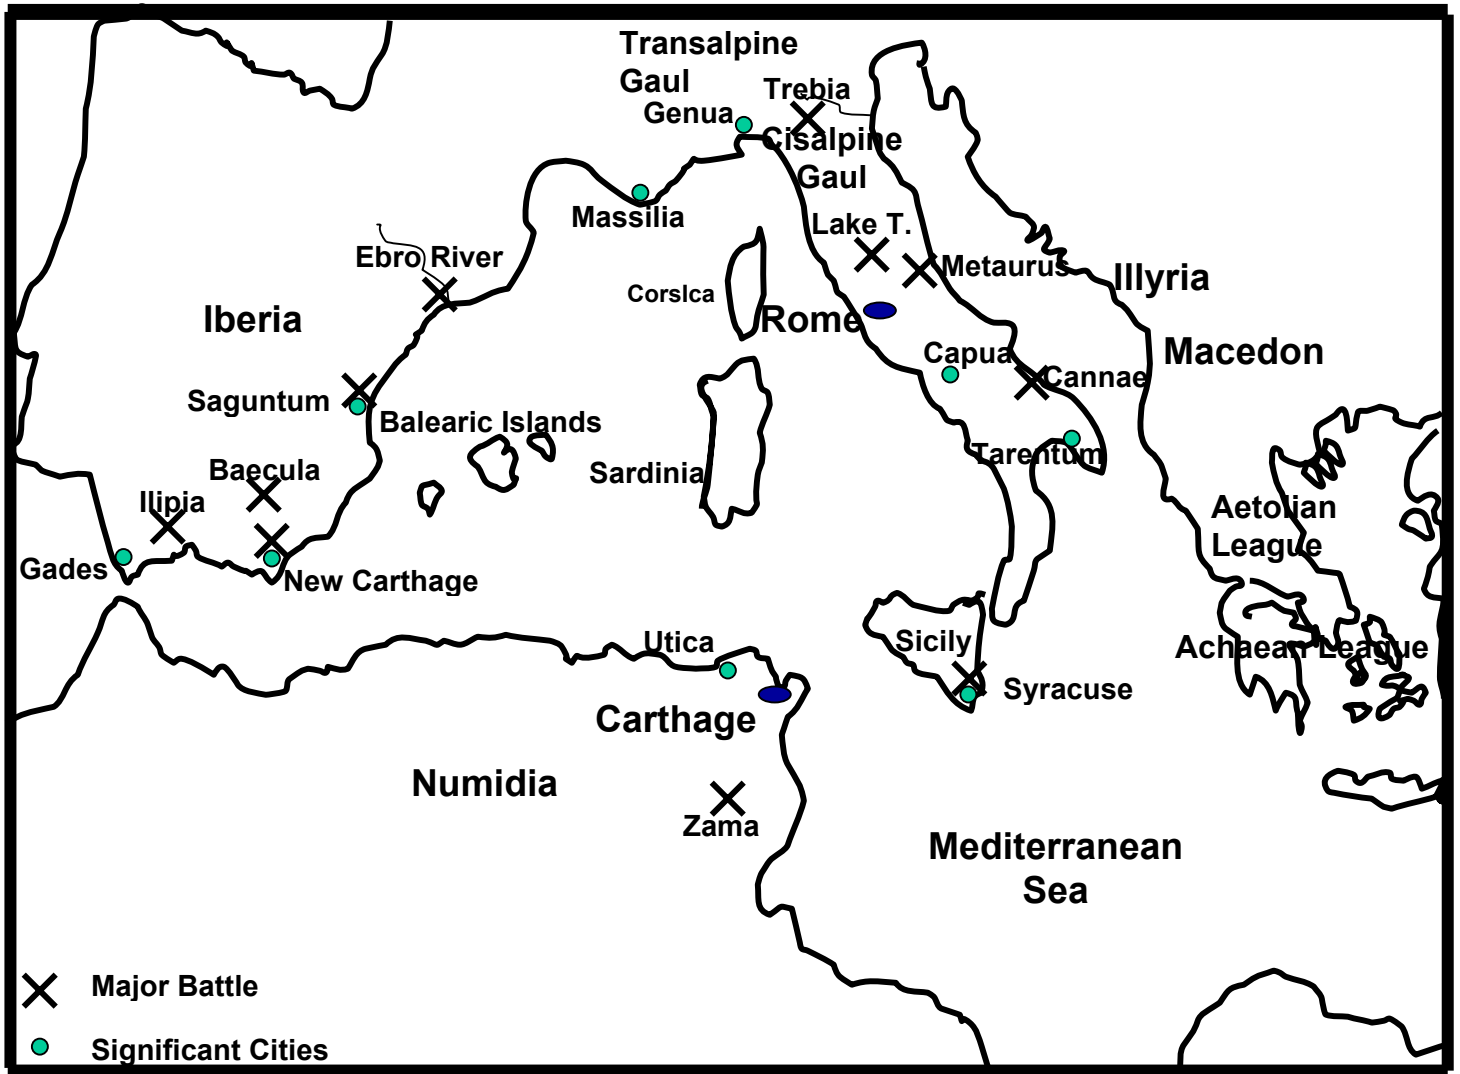 Transalpine
Gaul
Trebia
Genua
Cisalpine
Gaul
Massilia
Lake T.
Ebro River
Metaurus
Illyria
CorsIca
Iberia
Rome
Macedon
Capua
Cannae
Saguntum
Balearic Islands
Tarentum
Baecula
Sardinia
Ilipia
Aetolian
League
Gades
New Carthage
Utica
Sicily
Achaean League
Syracuse
Carthage
Numidia
Zama
Mediterranean
Sea
Major Battle
Significant Cities